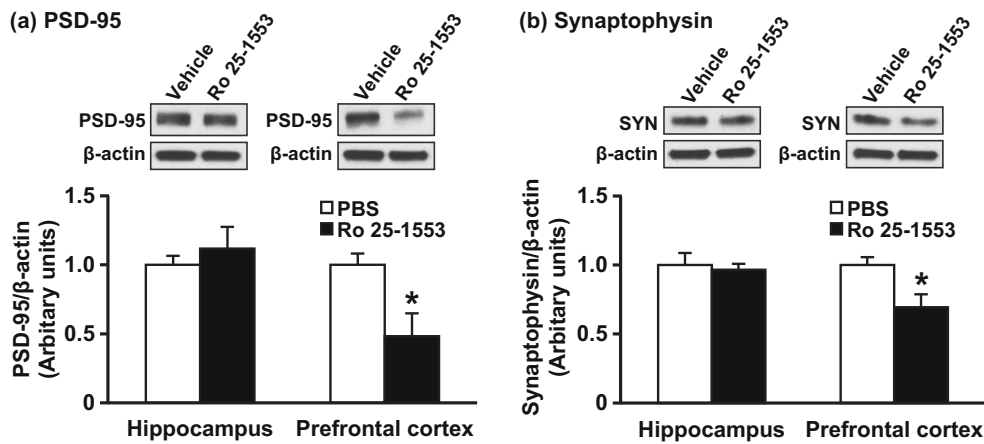 (a) PSD-95
Vehicle
Ro 25-1553
Vehicle
Ro 25-1553
PSD-95
β-actin
PSD-95
β-actin
PSD-95/β-actin
(Arbitary units)
1.5
1.0
0.5
0
PBS
Ro 25-1553
*
Hippocampus
Prefrontal cortex
(b) Synaptophysin
Vehicle
Ro 25-1553
Vehicle
Ro 25-1553
SYN
β-actin
SYN
β-actin
Synaptophysin/β-actin
(Arbitary units)
1.5
1.0
0.5
0
PBS
Ro 25-1553
*
Hippocampus
Prefrontal cortex